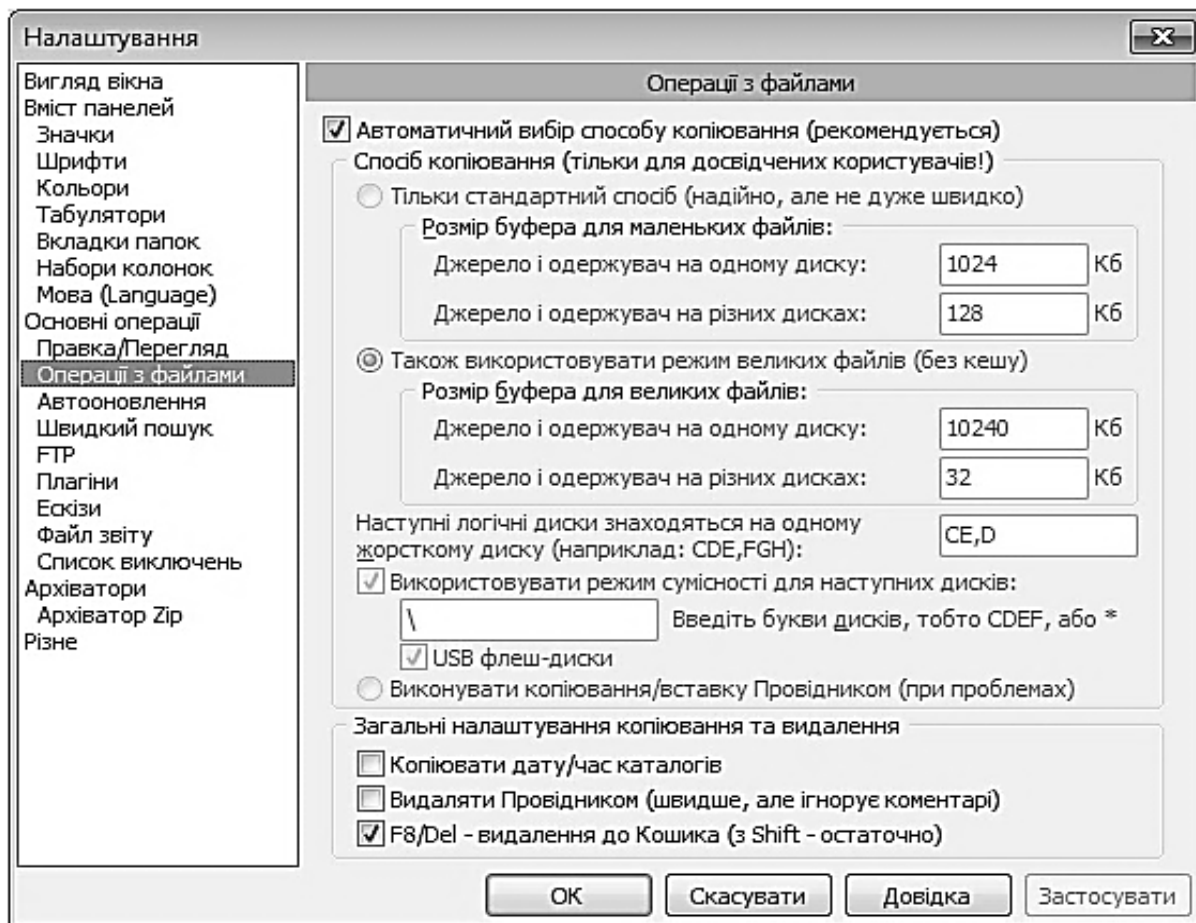 Налаштування
Вигляд вікна
Вміст панелей
Значки
Шрифти
Кольори
Табулятори
Вкладки папок
Набори колонок
Мова (Language)
Основні операції
Правка/Перегляд
Операції з файлами
Автооновлення
Швидкий пошук
FTP
Плагіни
Ескізи
Файл звіту
Список виключень
Архіватори
Архіватор Zip
Різне
Операції з файлами
Автоматичний вибір способу копіювання (рекомендується)
Спосіб копіювання (тільки для досвідчених користувачів!)
Тільки стандартний спосіб (надійно, але не дуже швидко)
Розмір буфера для маленьких файлів:
Джерело і одержувач на одному диску: 1024 Кб
Джерело і одержувач на різних дисках: 128 Кб
Також використовувати режим великих файлів (без кешу)
Розмір буфера для великих файлів:
Джерело і одержувач на одному диску: 10240 Кб
Джерело і одержувач на різних дисках: 32 Кб
Наступні логічні диски знаходяться на одному
жорсткому диску (наприклад: CDE,FGH): CE,D
Використовувати режим сумісності для наступних дисків:
\ Введіть букви дисків, тобто CDEF, або *
USB флеш-диски
Виконувати копіювання/вставку Провідником (при проблемах)
Загальні налаштування копіювання та видалення
Копіювати дату/час каталогів
Видаляти Провідником (швидше, але ігнорує коментарі)
F8/Del - видалення до Кошика (з Shift - остаточно)
ОК Скасувати Довідка Застосувати